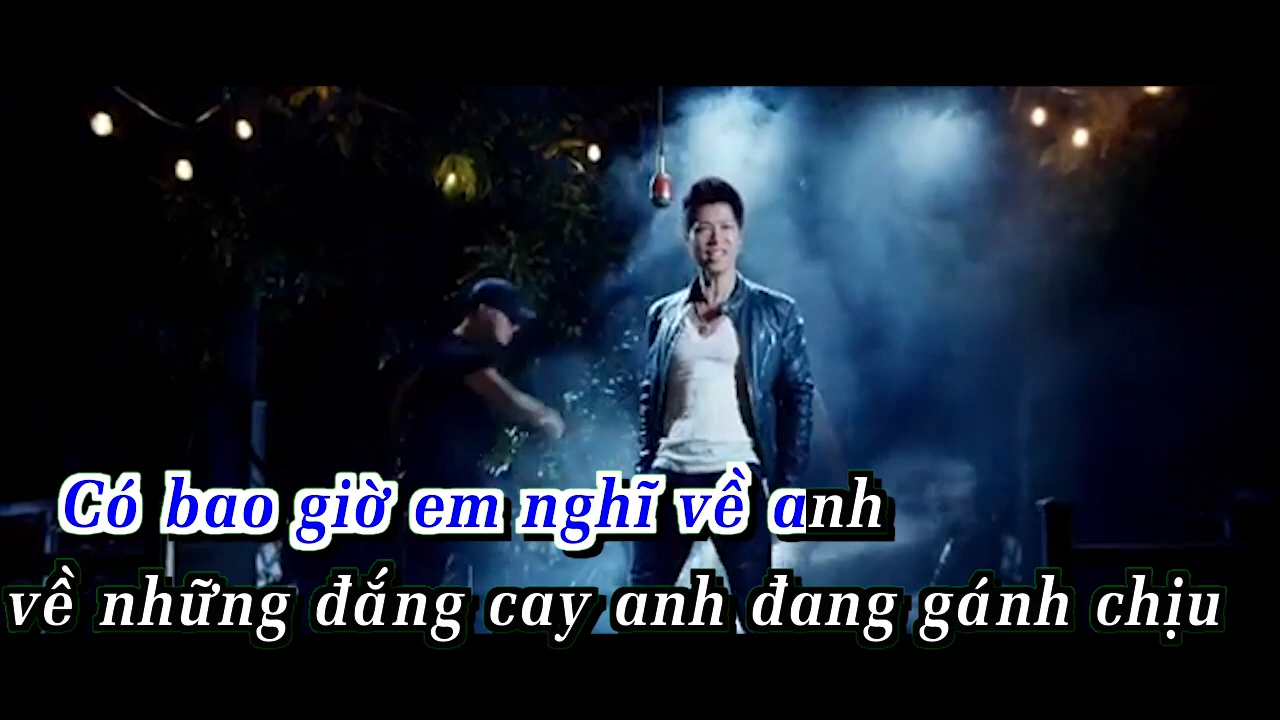 Có bao giờ em nghĩ về anh
về những đắng cay anh đang gánh chịu